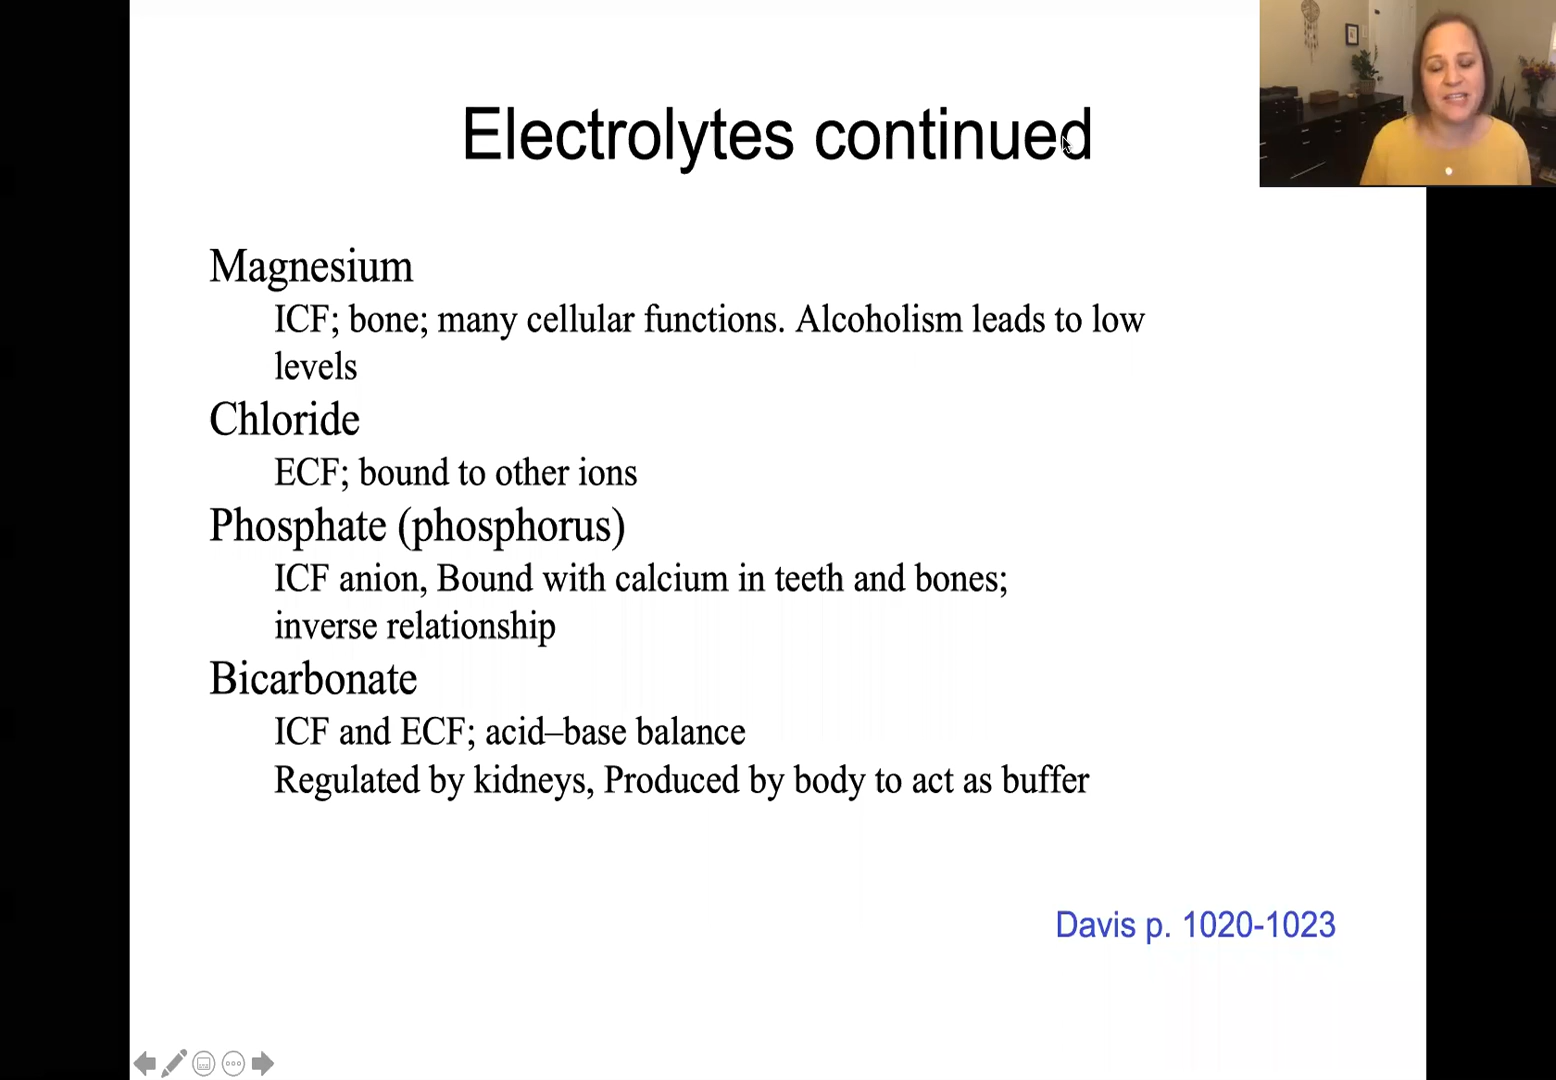 Electrolytes continued
Magnesium
ICF; bone; many cellular functions. Alcoholism leads to low
levels
Chloride
ECF; bound to other ions
Phosphate (phosphorus)
ICF anion, Bound with calcium in teeth and bones;
inverse relationship
Bicarbonate
ICF and ECF; acid–base balance
Regulated by kidneys, Produced by body to act as buffer
Davis p. 1020-1023